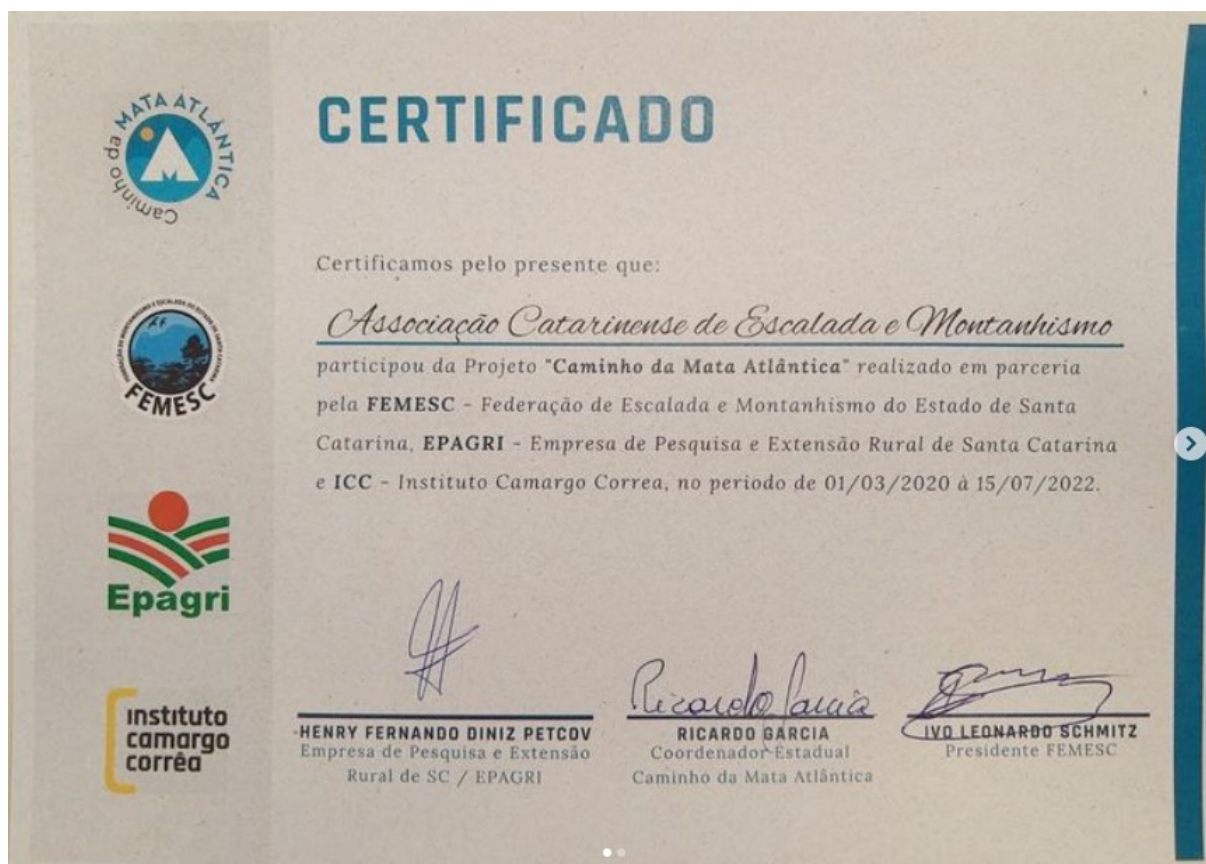 Caminho da MATA ATLÂNTICA
CERTIFICADO
Certificamos pelo presente que:
Associação Catarinense de Escalada e Montanhismo
participou da Projeto "Caminho da Mata Atlântica" realizado em parceria
pela FEMESC - Federação de Escalada e Montanhismo do Estado de Santa
Catarina, EPAGRI - Empresa de Pesquisa e Extensão Rural de Santa Catarina
e ICC - Instituto Camargo Correa, no periodo de 01/03/2020 à 15/07/2022.
FEMESC
Epagri
instituto
camargo
corrêa
Ricardo Garcia
HENRY FERNANDO DINIZ PETCOV
Empresa de Pesquisa e Extensão
Rural de SC / EPAGRI
RICARDO GARCIA
Coordenador Estadual
Caminho da Mata Atlântica
IVO LEONARDO SCHMITZ
Presidente FEMESC